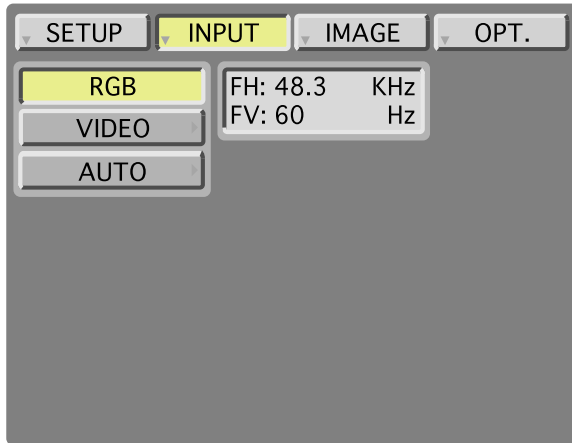 SETUP INPUT IMAGE OPT.
RGB
VIDEO
AUTO
FH: 48.3 KHz
FV: 60 Hz